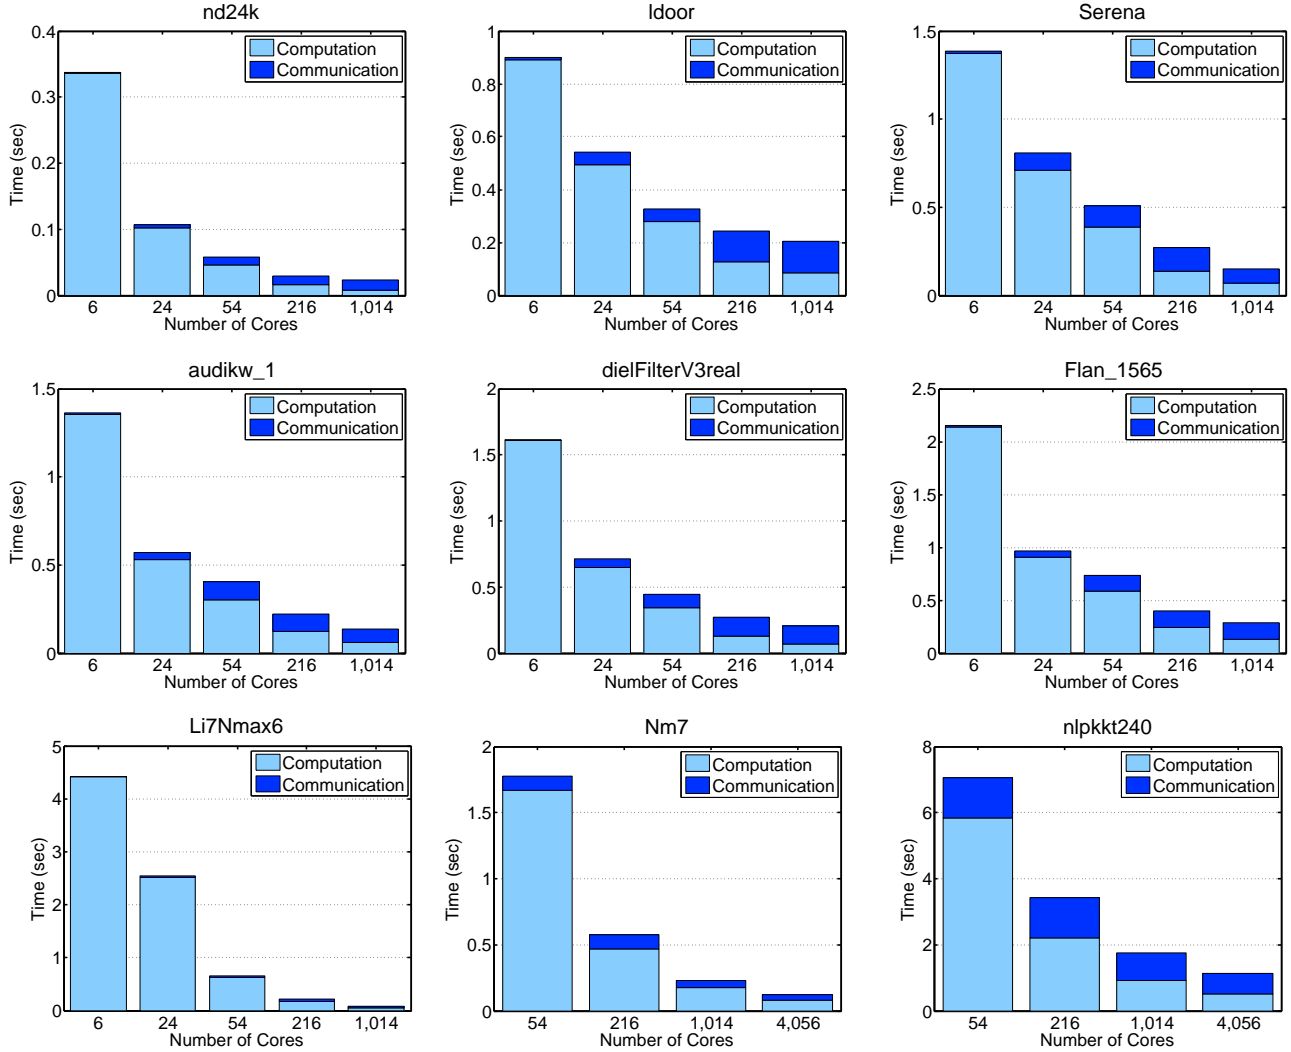 nd24k
0.4
0.3
0.2
0.1
0
Time (sec)
Computation
Communication
6 24 54 216 1,014
Number of Cores
ldoor
1
0.8
0.6
0.4
0.2
0
Time (sec)
Computation
Communication
6 24 54 216 1,014
Number of Cores
Serena
1.5
1
0.5
0
Time (sec)
Computation
Communication
6 24 54 216 1,014
Number of Cores
audikw_1
1.5
1
0.5
0
Time (sec)
Computation
Communication
6 24 54 216 1,014
Number of Cores
dielFilterV3real
2
1.5
1
0.5
0
Time (sec)
Computation
Communication
6 24 54 216 1,014
Number of Cores
Flan_1565
2.5
2
1.5
1
0.5
0
Time (sec)
Computation
Communication
6 24 54 216 1,014
Number of Cores
Li7Nmax6
5
4
3
2
1
0
Time (sec)
Computation
Communication
6 24 54 216 1,014
Number of Cores
Nm7
2
1.5
1
0.5
0
Time (sec)
Computation
Communication
54 216 1,014 4,056
Number of Cores
nlpkkt240
8
6
4
2
0
Time (sec)
Computation
Communication
54 216 1,014 4,056
Number of Cores